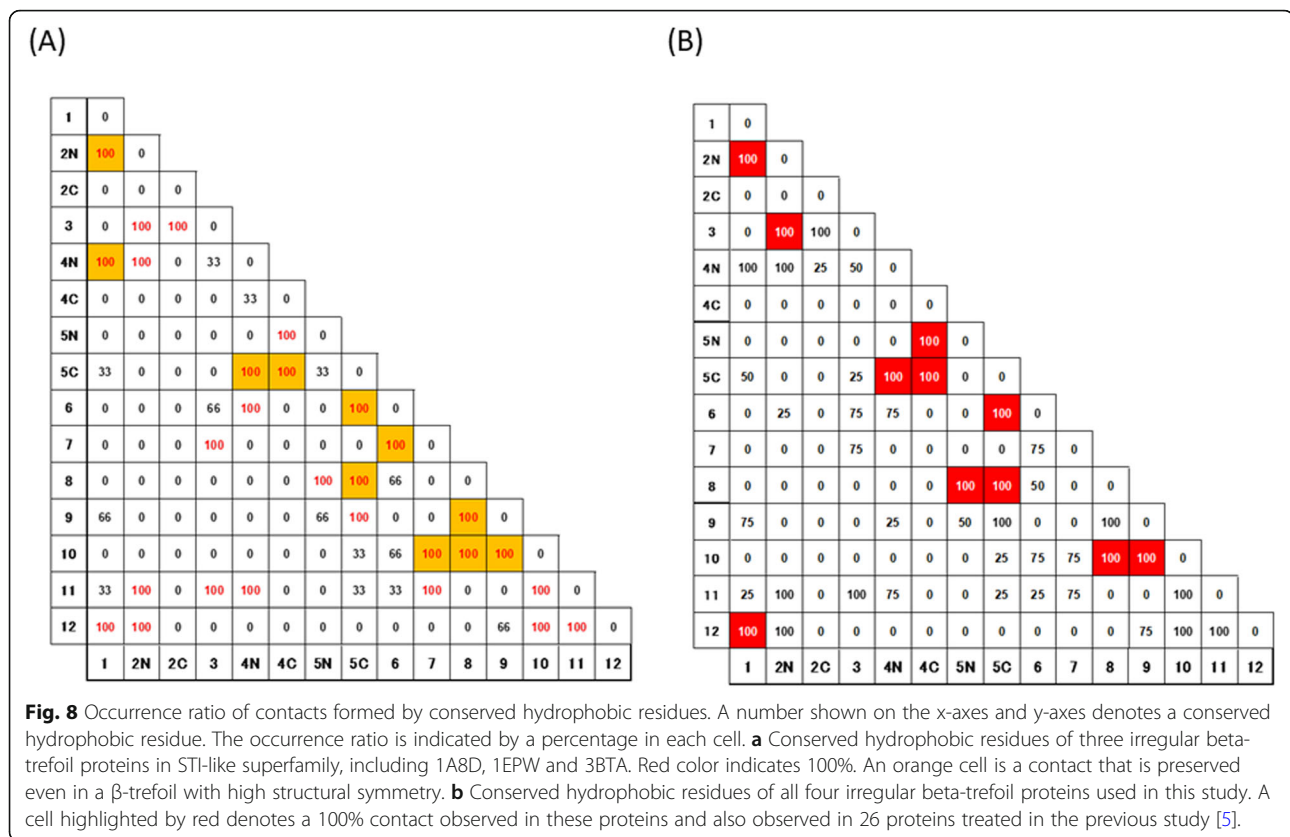 (A)
1 0
2N 100 0
2C 0 0 0
3 0 100 100 0
4N 100 100 0 33 0
4C 0 0 0 0 33 0
5N 0 0 0 0 0 100 0
5C 33 0 0 0 100 100 33 0
6 0 0 0 66 100 0 0 100 0
7 0 0 0 100 0 0 0 0 100 0
8 0 0 0 0 0 0 100 100 66 0 0
9 66 0 0 0 0 0 66 100 0 0 100 0
10 0 0 0 0 0 0 0 33 66 100 100 100 0
11 33 100 0 100 100 0 0 33 33 100 0 0 100 0
12 100 100 0 0 0 0 0 0 0 0 0 66 100 100 0
1 2N 2C 3 4N 4C 5N 5C 6 7 8 9 10 11 12
(B)
1 0
2N 100 0
2C 0 0 0
3 0 100 100 0
4N 100 100 25 50 0
4C 0 0 0 0 0 0
5N 0 0 0 0 0 100 0
5C 50 0 0 25 100 100 0 0
6 0 25 0 75 75 0 0 100 0
7 0 0 0 75 0 0 0 0 75 0
8 0 0 0 0 0 0 100 100 50 0 0
9 75 0 0 0 25 0 50 100 0 0 100 0
10 0 0 0 0 0 0 0 25 75 75 100 100 0
11 25 100 0 100 75 0 0 25 25 75 0 0 100 0
12 100 100 0 0 0 0 0 0 0 0 0 75 100 100 0
1 2N 2C 3 4N 4C 5N 5C 6 7 8 9 10 11 12
Fig. 8 Occurrence ratio of contacts formed by conserved hydrophobic residues. A number shown on the x-axes and y-axes denotes a conserved
hydrophobic residue. The occurrence ratio is indicated by a percentage in each cell. a Conserved hydrophobic residues of three irregular beta-
trefoil proteins in STI-like superfamily, including 1A8D, 1EPW and 3BTA. Red color indicates 100%. An orange cell is a contact that is preserved
even in a β-trefoil with high structural symmetry. b Conserved hydrophobic residues of all four irregular beta-trefoil proteins used in this study. A
cell highlighted by red denotes a 100% contact observed in these proteins and also observed in 26 proteins treated in the previous study [5].